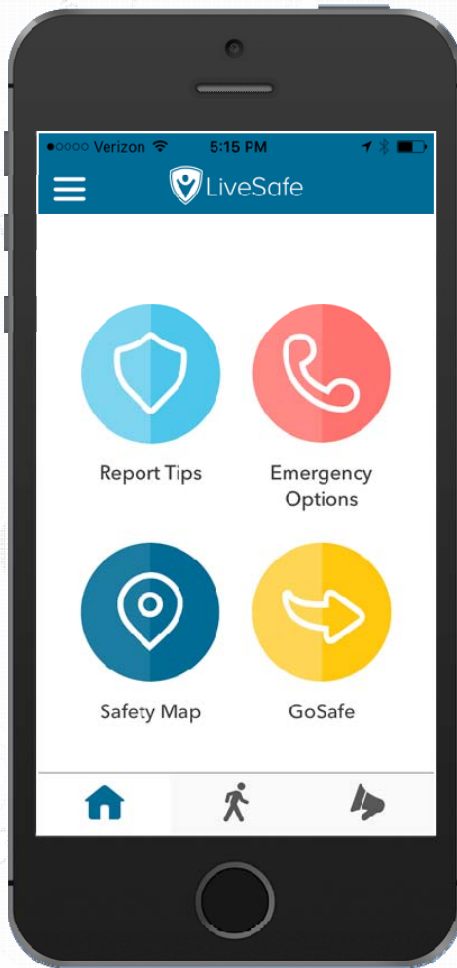 Verizon 5:15 PM
LiveSafe
Report Tips
Emergency
Options
Safety Map
GoSafe